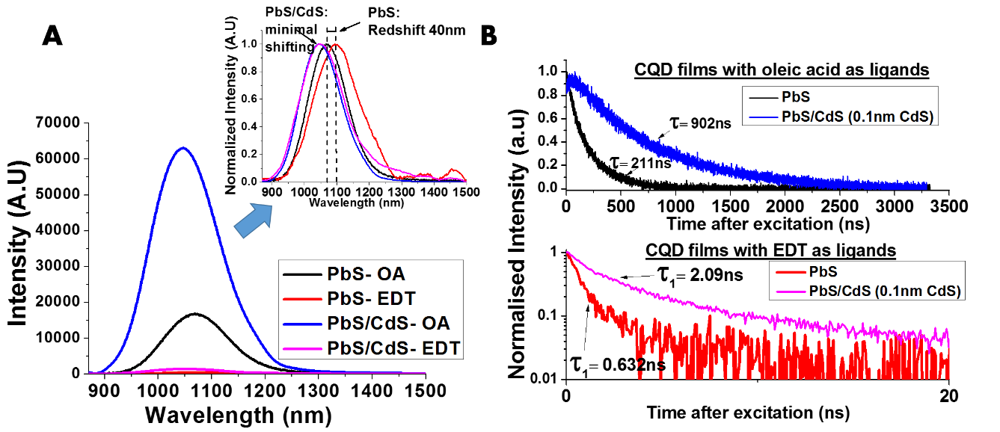 A
PbS/CdS:
minimal
shifting
PbS:
Redshift 40nm
Normalized Intensity (A.U)
1.0
0.8
0.6
0.4
0.2
0.0
900 1000 1100 1200 1300 1400 1500
Wavelength (nm)
Intensity (A.U)
70000
60000
50000
40000
30000
20000
10000
0
PbS- OA
PbS- EDT
PbS/CdS- OA
PbS/CdS- EDT
900 1000 1100 1200 1300 1400 1500
Wavelength (nm)
B
Normalised Intensity (a.u)
CQD films with oleic acid as ligands
1.0
0.8
0.6
0.4
0.2
0.0
PbS
PbS/CdS (0.1nm CdS)
τ= 902ns
τ= 211ns
0 500 1000 1500 2000 2500 3000 3500
Time after excitation (ns)
CQD films with EDT as ligands
1
0.1
0.01
PbS
PbS/CdS (0.1nm CdS)
τ1= 2.09ns
τ1= 0.632ns
0 20
Time after excitation (ns)